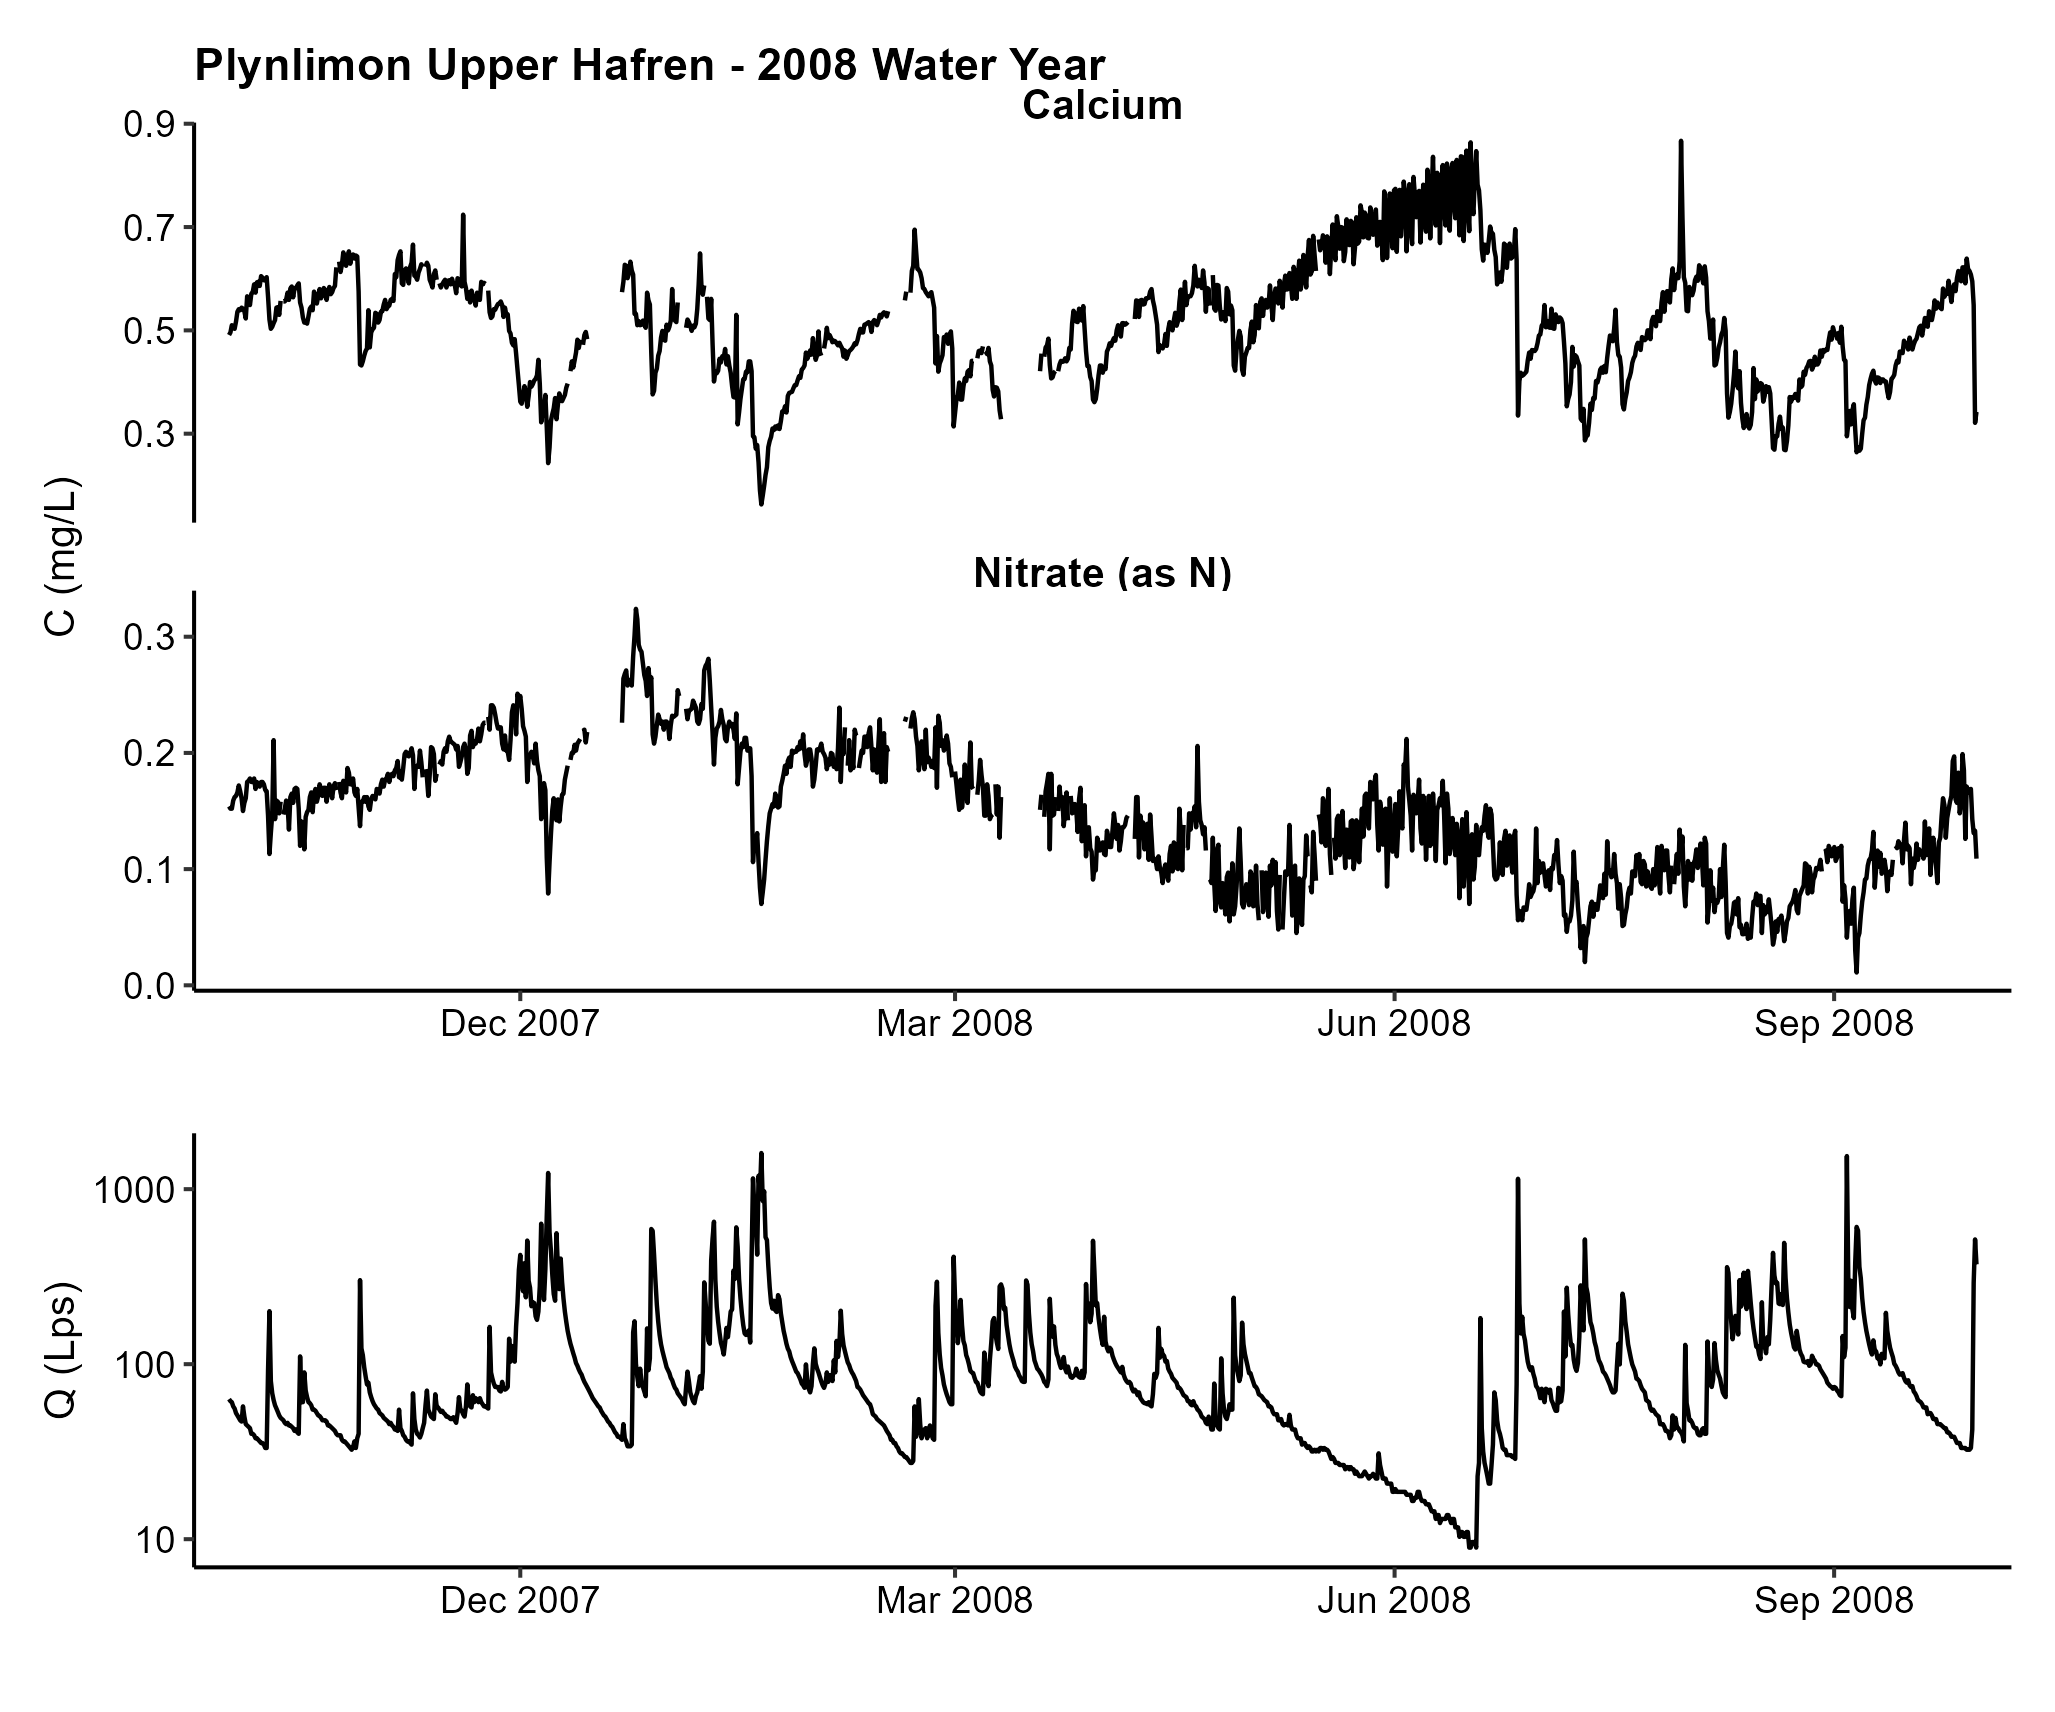 Plynlimon Upper Hafren - 2008 Water Year
Calcium
0.9
0.7
0.5
0.3
C (mg/L)
Nitrate (as N)
0.3
0.2
0.1
0.0
Dec 2007 Mar 2008 Jun 2008 Sep 2008
1000
100
10
Q (Lps)
Dec 2007 Mar 2008 Jun 2008 Sep 2008